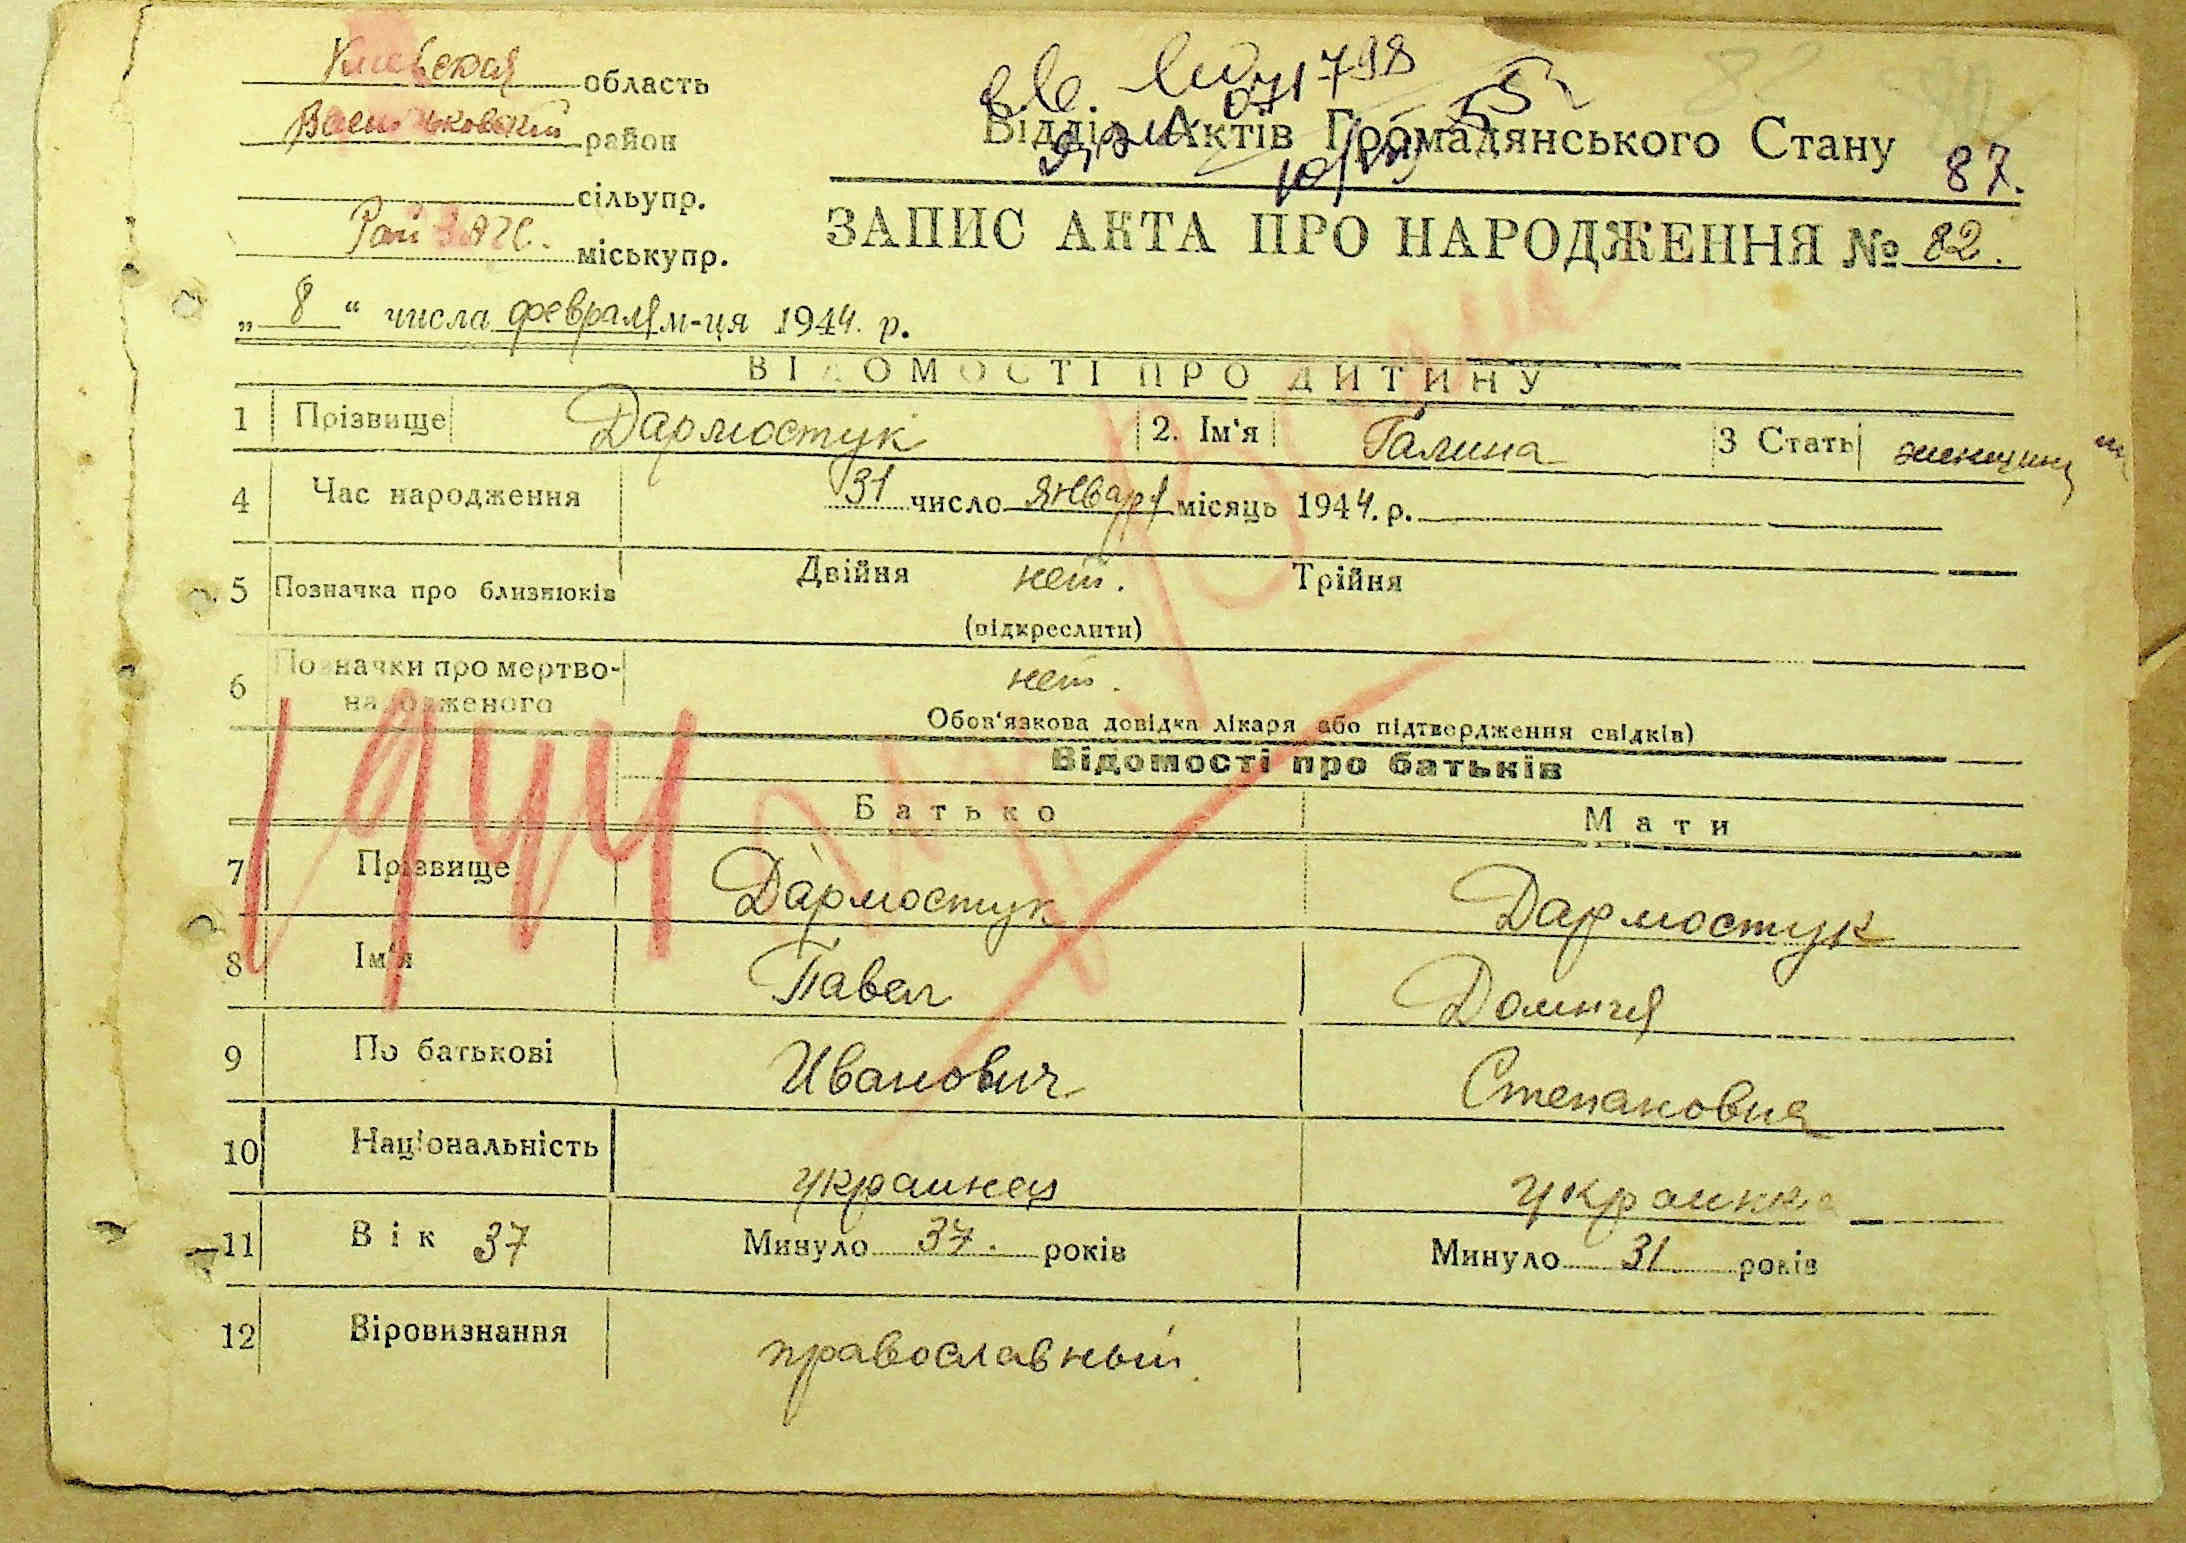 Киевская область
Васильковский район
сільупр.
Рай ЗАГС. міськупр.
Відділ Актів Громадянського Стану
87.
ЗАПИС АКТА ПРО НАРОДЖЕННЯ № 82.
„ 8 “ числа февраля м-ця 1944. р.
ВІДОМОСТІ ПРО ДИТИНУ
1 Прізвище Дармостук 2. Ім'я Галина 3 Стать
4 Час народження 31 число января місяць 1944. р.
5 Позначка про близнюків Двійня нет. Трійня
(підкреслити)
6 Позначки про мертво-
народженого нет.
Обов'язкова довідка лікаря або підтвердження свідків)
1944
Відомості про батьків
Батько Мати
7 Прізвище Дармостук Дармостук
8 Ім'я Павел Домния
9 По батькові Иванович Степановна
10 Національність украинец украинка
11 Вік 37 Минуло 37. років Минуло 31 років
12 Віровизнання православный